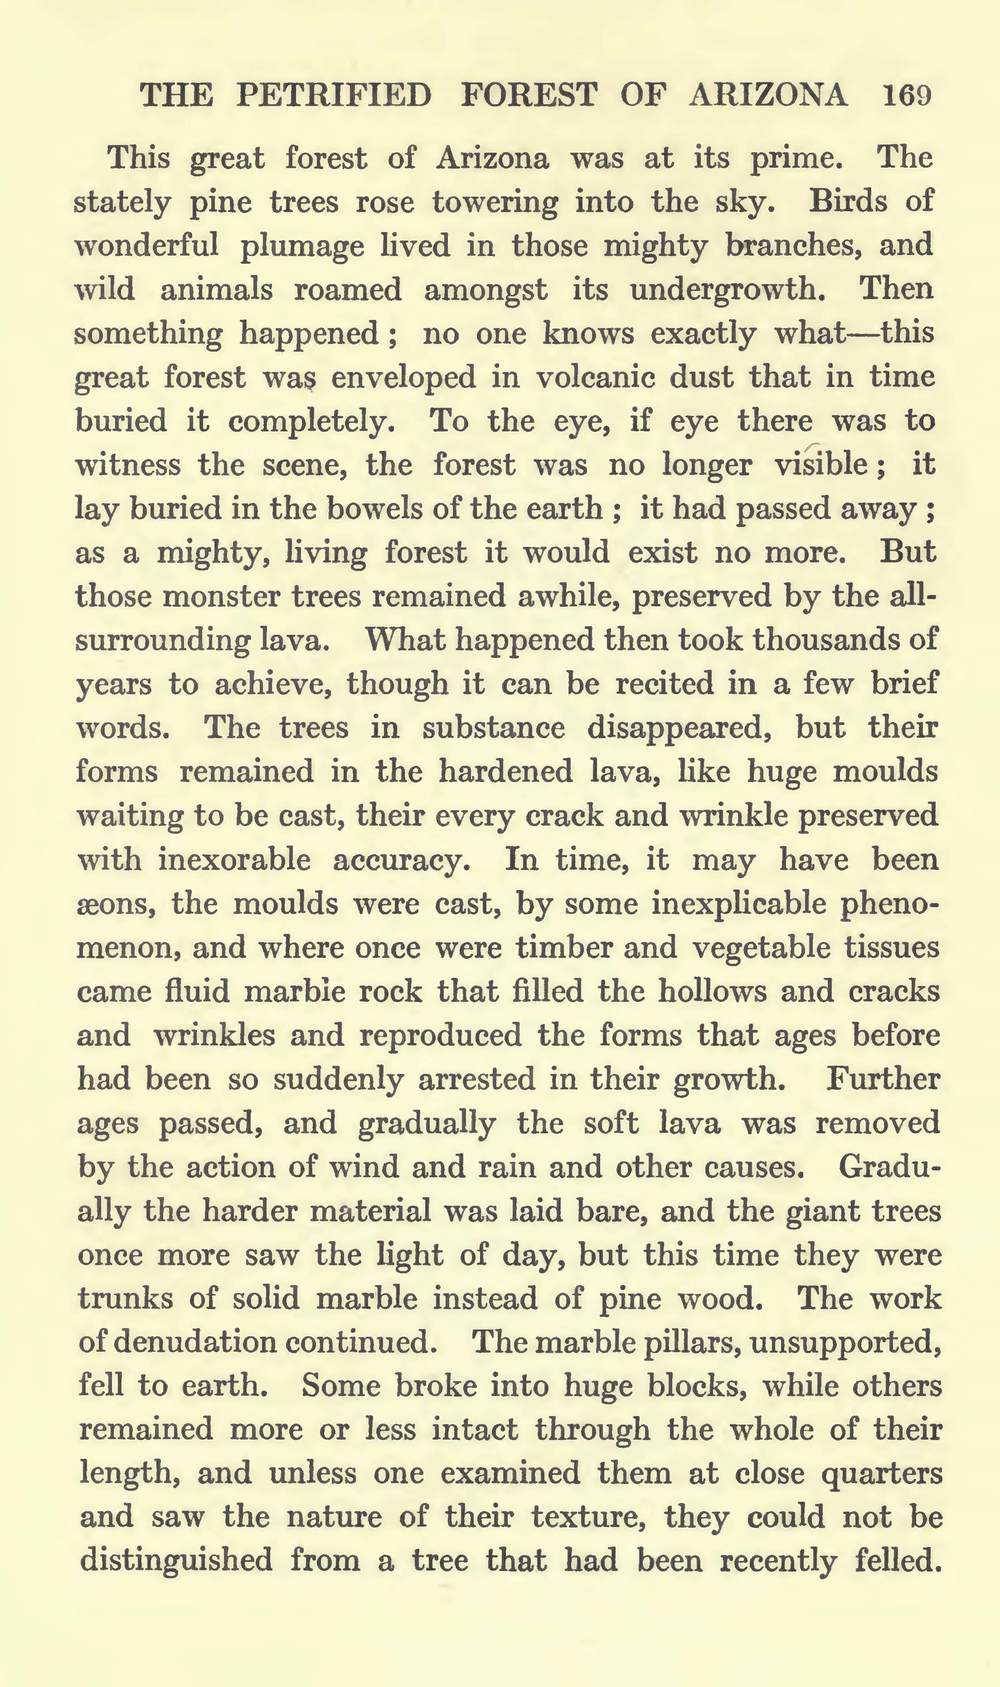 THE PETRIFIED FOREST OF ARIZONA 169
This great forest of Arizona was at its prime. The
stately pine trees rose towering into the sky. Birds of
wonderful plumage lived in those mighty branches, and
wild animals roamed amongst its undergrowth. Then
something happened ; no one knows exactly what—this
great forest was enveloped in volcanic dust that in time
buried it completely. To the eye, if eye there was to
witness the scene, the forest was no longer visible ; it
lay buried in the bowels of the earth ; it had passed away ;
as a mighty, living forest it would exist no more. But
those monster trees remained awhile, preserved by the all-
surrounding lava. What happened then took thousands of
years to achieve, though it can be recited in a few brief
words. The trees in substance disappeared, but their
forms remained in the hardened lava, like huge moulds
waiting to be cast, their every crack and wrinkle preserved
with inexorable accuracy. In time, it may have been
æons, the moulds were cast, by some inexplicable pheno-
menon, and where once were timber and vegetable tissues
came fluid marble rock that filled the hollows and cracks
and wrinkles and reproduced the forms that ages before
had been so suddenly arrested in their growth. Further
ages passed, and gradually the soft lava was removed
by the action of wind and rain and other causes. Gradu-
ally the harder material was laid bare, and the giant trees
once more saw the light of day, but this time they were
trunks of solid marble instead of pine wood. The work
of denudation continued. The marble pillars, unsupported,
fell to earth. Some broke into huge blocks, while others
remained more or less intact through the whole of their
length, and unless one examined them at close quarters
and saw the nature of their texture, they could not be
distinguished from a tree that had been recently felled.